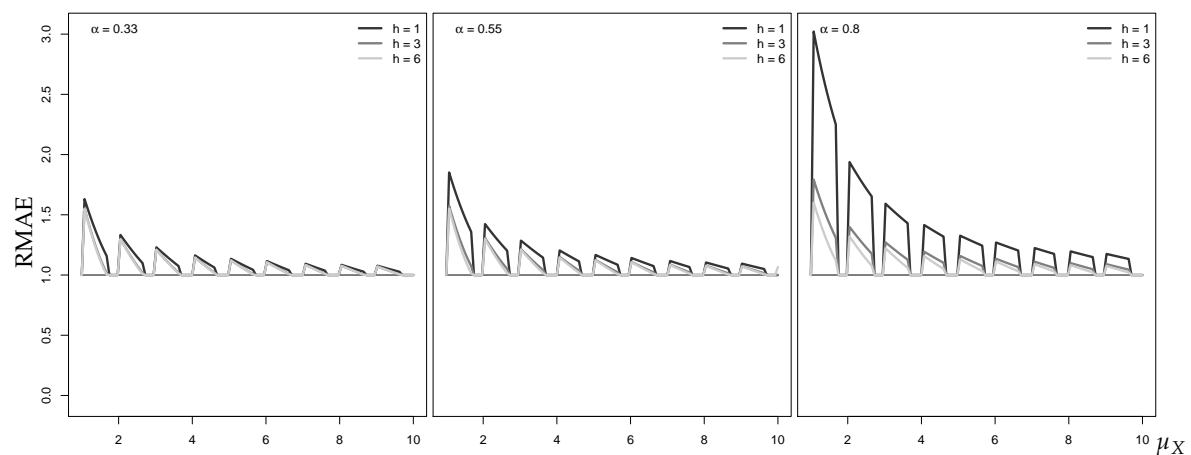 α = 0.33
h = 1
h = 3
h = 6
α = 0.55
h = 1
h = 3
h = 6
α = 0.8
h = 1
h = 3
h = 6
RMAE
3.0
2.5
2.0
1.5
1.0
0.5
0.0
2 4 6 8 10
2 4 6 8 10
2 4 6 8 10
μX